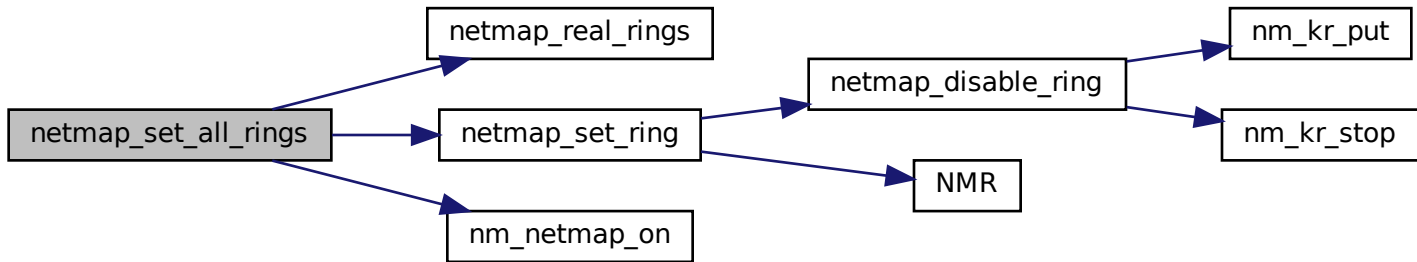 netmap_real_rings
nm_kr_put
netmap_disable_ring
netmap_set_all_rings
netmap_set_ring
nm_kr_stop
NMR
nm_netmap_on